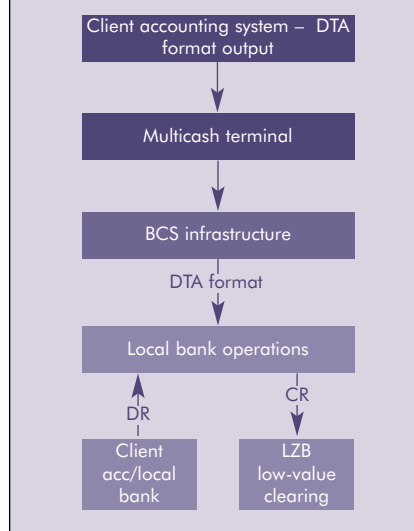 Client accounting system – DTA
format output
Multicash terminal
BCS infrastructure
DTA format
Local bank operations
DR
CR
Client
acc/local
bank
LZB
low-value
clearing